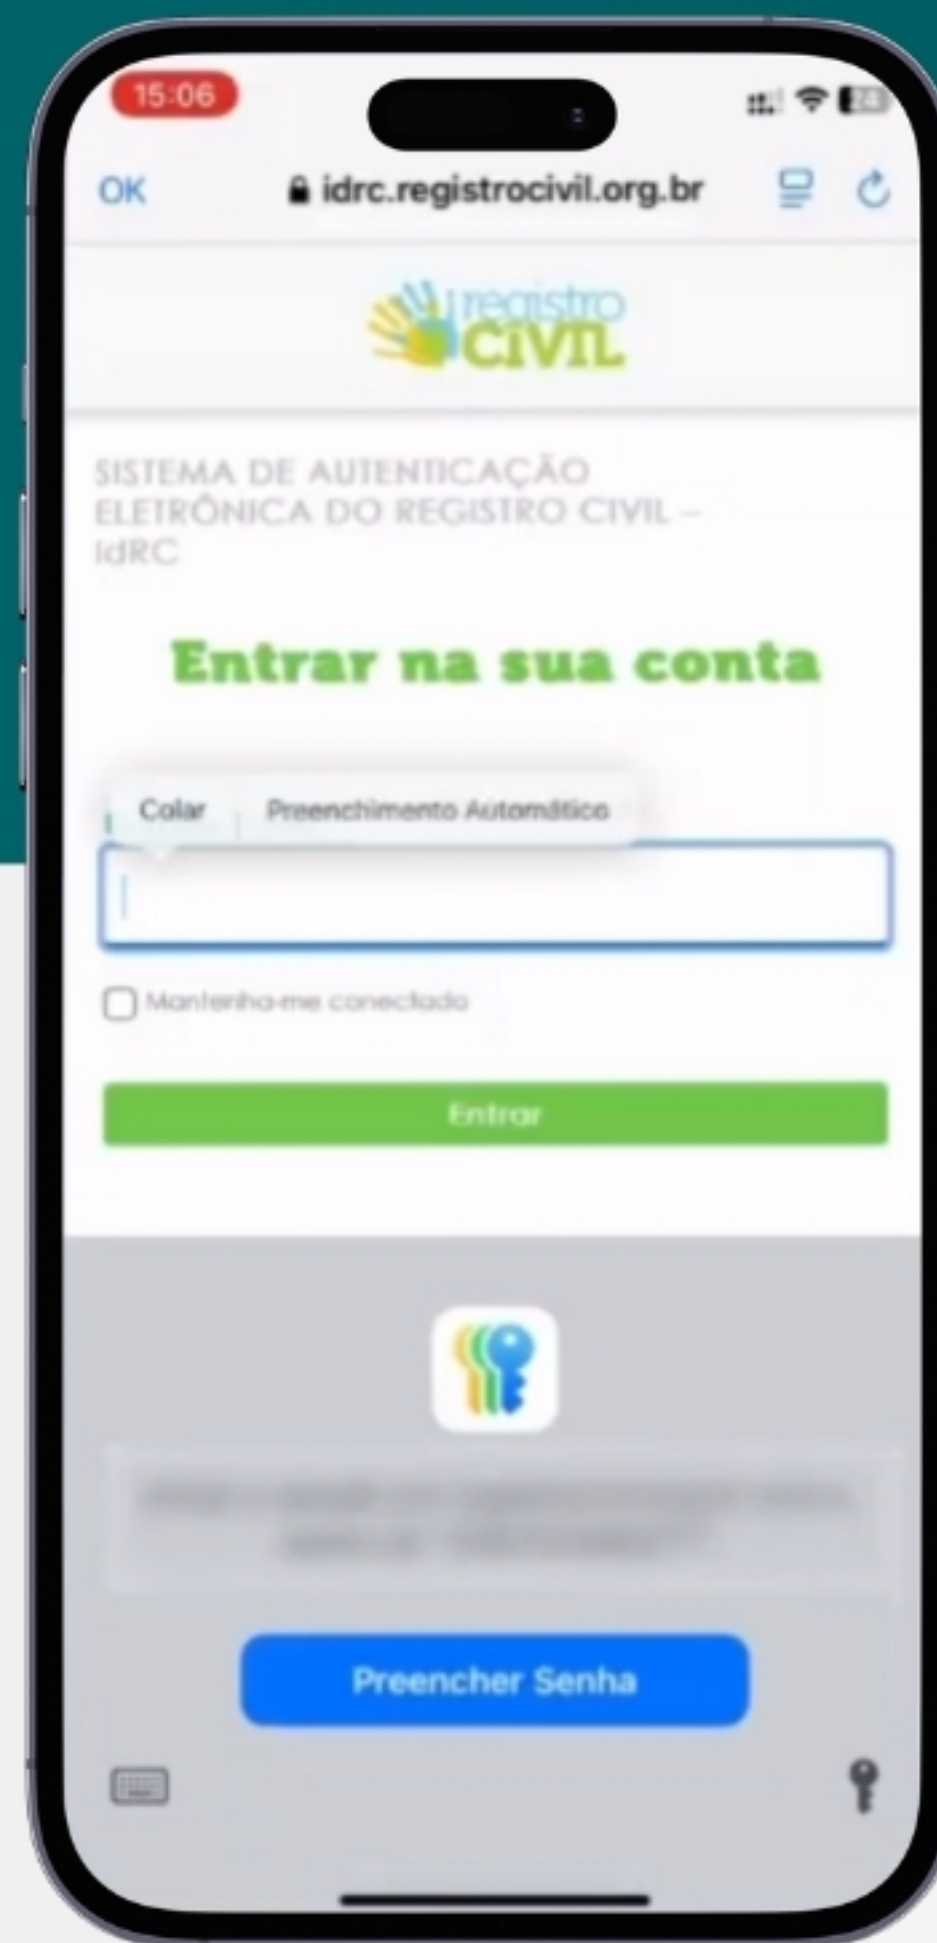 15:06
24
OK
idrc.registrocivil.org.br
registro
CIVIL
SISTEMA DE AUTENTICAÇÃO
ELETRÔNICA DO REGISTRO CIVIL –
IdRC
Entrar na sua conta
Colar
Preenchimento Automático
Mantenha-me conectado
Entrar
Preencher Senha